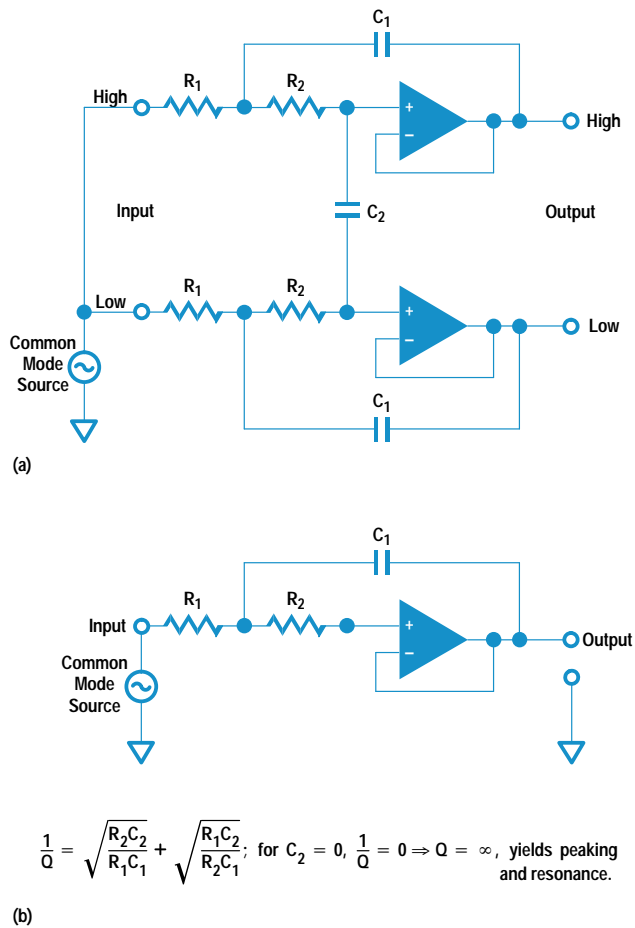 C1
R1 R2
High
+
−
High
Input
C2
Output
R1 R2
Low
+
−
Low
Common
Mode
Source
C1
(a)
C1
R1 R2
Input
+
−
Output
Common
Mode
Source
1/Q = √(R2C2/R1C1) + √(R1C2/R2C1); for C2 = 0, 1/Q = 0 ⇒ Q = ∞, yields peaking
and resonance.
(b)